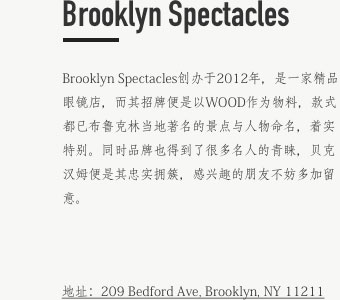 Brooklyn Spectacles
Brooklyn Spectacles创办于2012年，是一家精品
眼镜店，而其招牌便是以WOOD作为物料，款式
都已布鲁克林当地著名的景点与人物命名，着实
特别。同时品牌也得到了很多名人的青睐，贝克
汉姆便是其忠实拥簇，感兴趣的朋友不妨多加留
意。
地址：209 Bedford Ave, Brooklyn, NY 11211